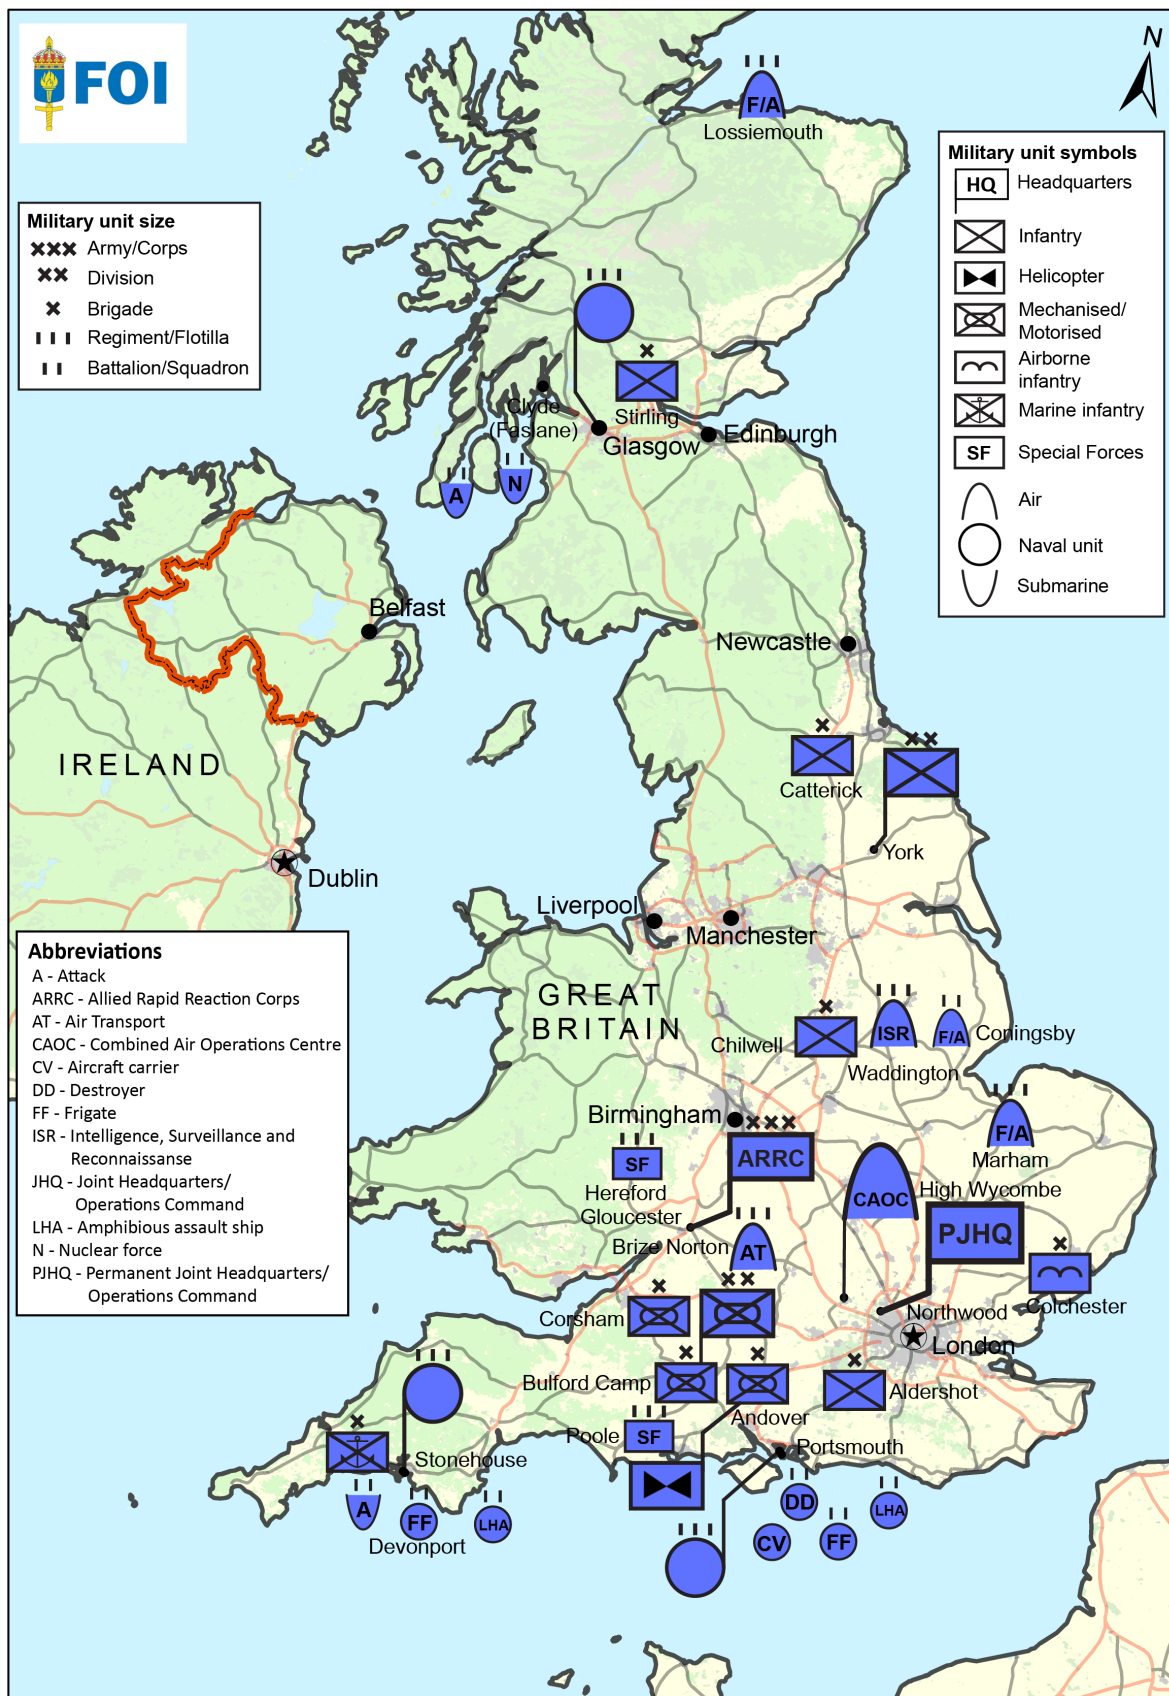 FOI
N
F/A
Lossiemouth
Military unit symbols
HQ Headquarters
Infantry
Helicopter
Mechanised/
Motorised
Airborne
infantry
Marine infantry
SF Special Forces
Air
Naval unit
Submarine
Military unit size
Army/Corps
Division
Brigade
Regiment/Flotilla
Battalion/Squadron
Clyde
(Faslane)
Stirling
Glasgow
Edinburgh
A
N
Belfast
Newcastle
IRELAND
Catterick
York
Dublin
Liverpool
Manchester
Abbreviations
A - Attack
ARRC - Allied Rapid Reaction Corps
AT - Air Transport
CAOC - Combined Air Operations Centre
CV - Aircraft carrier
DD - Destroyer
FF - Frigate
ISR - Intelligence, Surveillance and
Reconnaissanse
JHQ - Joint Headquarters/
Operations Command
LHA - Amphibious assault ship
N - Nuclear force
PJHQ - Permanent Joint Headquarters/
Operations Command
GREAT
BRITAIN
Chilwell
ISR
Waddington
F/A
Coningsby
Birmingham
ARRC
F/A
Marham
SF
Hereford
Gloucester
CAOC
High Wycombe
PJHQ
Brize Norton
AT
Colchester
Corsham
Northwood
London
Bulford Camp
Andover
Aldershot
Poole
SF
Portsmouth
Stonehouse
A
FF
LHA
Devonport
DD
LHA
CV
FF